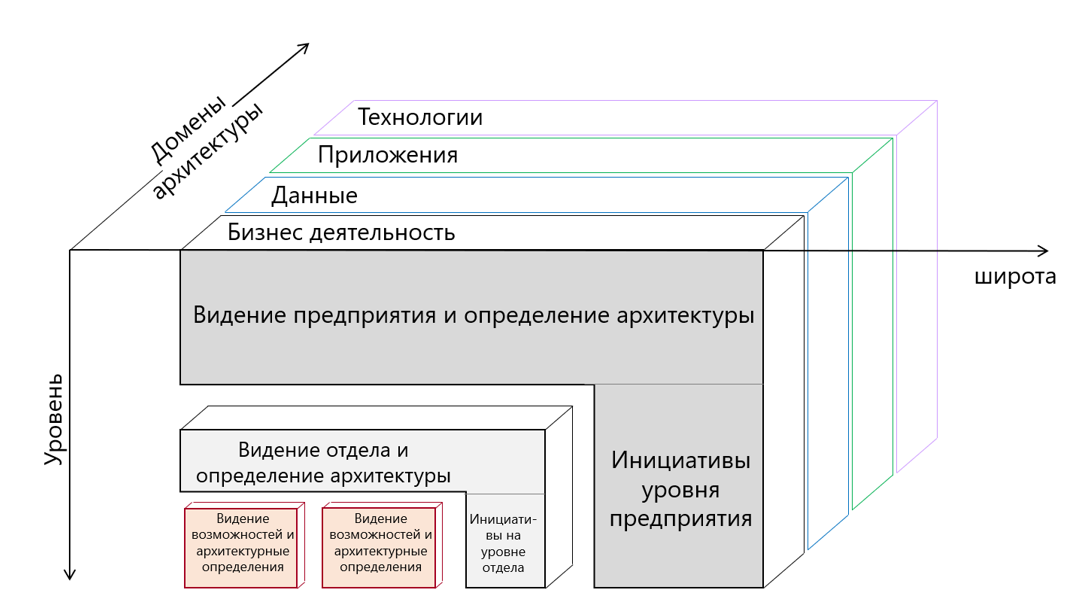 Домены
архитектуры
Технологии
Приложения
Данные
Бизнес деятельность
широта
Видение предприятия и определение архитектуры
Уровень
Видение отдела и
определение архитектуры
Инициативы
уровня
предприятия
Видение
возможностей и
архитектурные
определения
Видение
возможностей и
архитектурные
определения
Инициати-
вы на
уровне
отдела